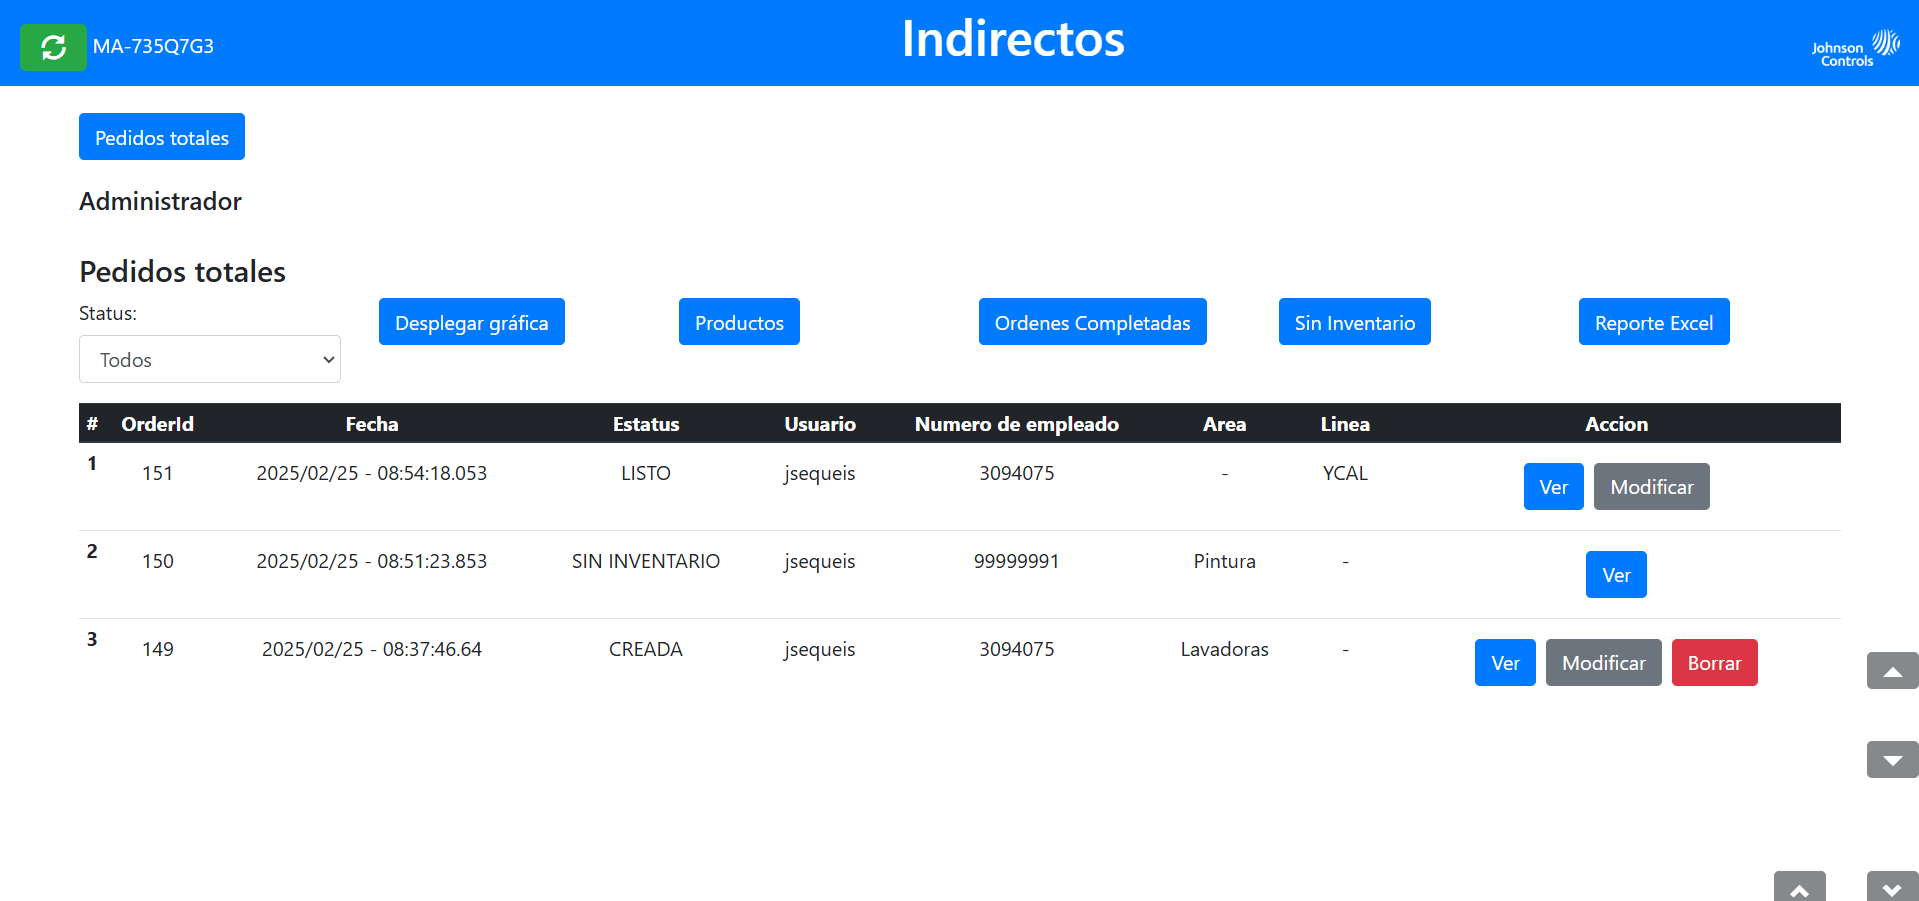 MA-735Q7G3
Indirectos
Johnson
Controls
Pedidos totales
Administrador
Pedidos totales
Status:
Todos
Desplegar gráfica
Productos
Ordenes Completadas
Sin Inventario
Reporte Excel
# OrderId Fecha Estatus Usuario Numero de empleado Area Linea Accion
1 151 2025/02/25 - 08:54:18.053 LISTO jsequeis 3094075 - YCAL Ver Modificar
2 150 2025/02/25 - 08:51:23.853 SIN INVENTARIO jsequeis 99999991 Pintura - Ver
3 149 2025/02/25 - 08:37:46.64 CREADA jsequeis 3094075 Lavadoras - Ver Modificar Borrar